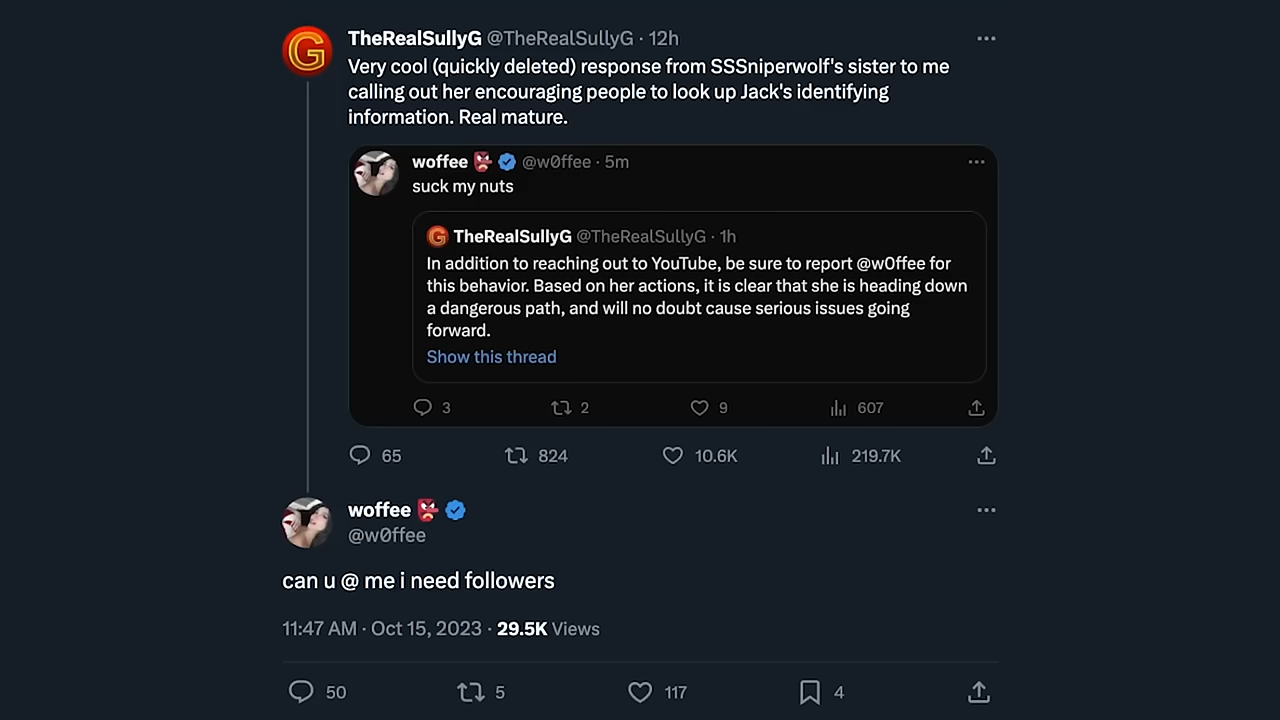 TheRealSullyG @TheRealSullyG · 12h
Very cool (quickly deleted) response from SSSniperwolf's sister to me
calling out her encouraging people to look up Jack's identifying
information. Real mature.
woffee 👺 @w0ffee · 5m
suck my nuts
G TheRealSullyG @TheRealSullyG · 1h
In addition to reaching out to YouTube, be sure to report @w0ffee for
this behavior. Based on her actions, it is clear that she is heading down
a dangerous path, and will no doubt cause serious issues going
forward.
Show this thread
3 2 9 607
65 824 10.6K 219.7K
woffee 👺
@w0ffee
can u @ me i need followers
11:47 AM · Oct 15, 2023 · 29.5K Views
50 5 117 4